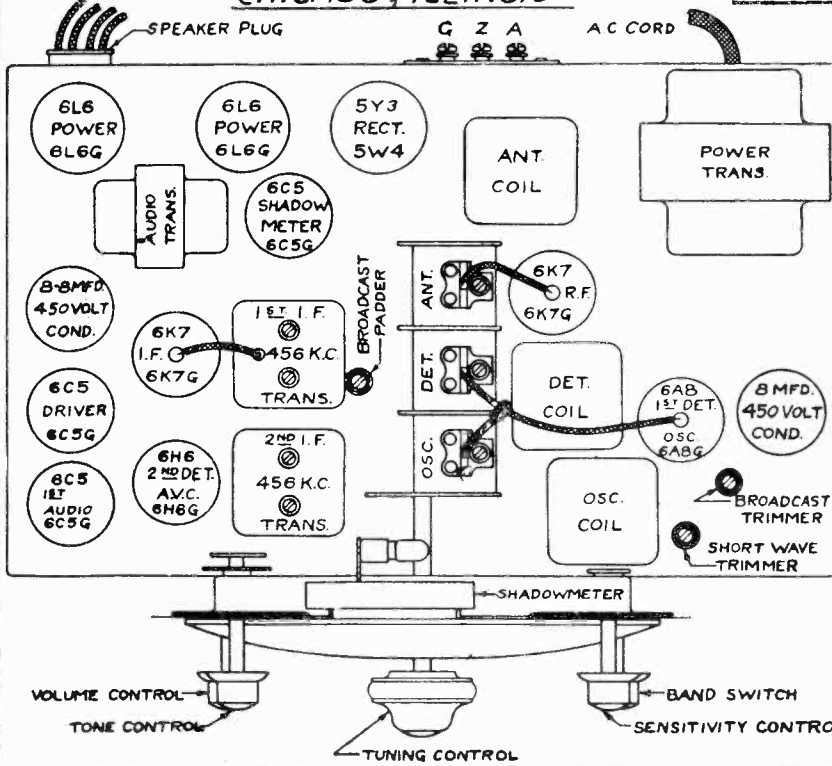 CHICAGO, ILLINOIS
SPEAKER PLUG
G Z A
A.C CORD
6L6
POWER
6L6G
6L6
POWER
6L6G
5Y3
RECT.
5W4
ANT.
COIL
POWER
TRANS.
AUDIO
TRANS.
6C5
SHADOW
METER
6C5G
8-8MFD.
450VOLT
COND.
6K7
I.F.
6K7G
1ST I.F.
456 K.C.
TRANS.
BROADCAST
PADDER
ANT.
DET.
OSC.
6K7
R.F.
6K7G
DET.
COIL
6A8
1ST DET.
OSC.
6A8G
8 MFD.
450 VOLT
COND.
6C5
DRIVER
6C5G
6C5
1ST
AUDIO
6C5G
6H6
2ND DET.
A.V.C.
6H6G
2ND I.F.
456 K.C.
TRANS.
OSC.
COIL
BROADCAST
TRIMMER
SHORT WAVE
TRIMMER
SHADOWMETER
VOLUME CONTROL
TONE CONTROL
TUNING CONTROL
BAND SWITCH
SENSITIVITY CONTRO